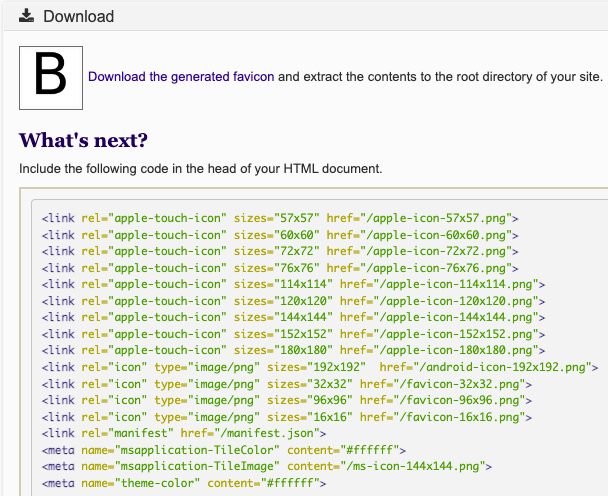 Download
B
Download the generated favicon and extract the contents to the root directory of your site.
What's next?
Include the following code in the head of your HTML document.
<link rel="apple-touch-icon" sizes="57x57" href="/apple-icon-57x57.png">
<link rel="apple-touch-icon" sizes="60x60" href="/apple-icon-60x60.png">
<link rel="apple-touch-icon" sizes="72x72" href="/apple-icon-72x72.png">
<link rel="apple-touch-icon" sizes="76x76" href="/apple-icon-76x76.png">
<link rel="apple-touch-icon" sizes="114x114" href="/apple-icon-114x114.png">
<link rel="apple-touch-icon" sizes="120x120" href="/apple-icon-120x120.png">
<link rel="apple-touch-icon" sizes="144x144" href="/apple-icon-144x144.png">
<link rel="apple-touch-icon" sizes="152x152" href="/apple-icon-152x152.png">
<link rel="apple-touch-icon" sizes="180x180" href="/apple-icon-180x180.png">
<link rel="icon" type="image/png" sizes="192x192"  href="/android-icon-192x192.png">
<link rel="icon" type="image/png" sizes="32x32" href="/favicon-32x32.png">
<link rel="icon" type="image/png" sizes="96x96" href="/favicon-96x96.png">
<link rel="icon" type="image/png" sizes="16x16" href="/favicon-16x16.png">
<link rel="manifest" href="/manifest.json">
<meta name="msapplication-TileColor" content="#ffffff">
<meta name="msapplication-TileImage" content="/ms-icon-144x144.png">
<meta name="theme-color" content="#ffffff">